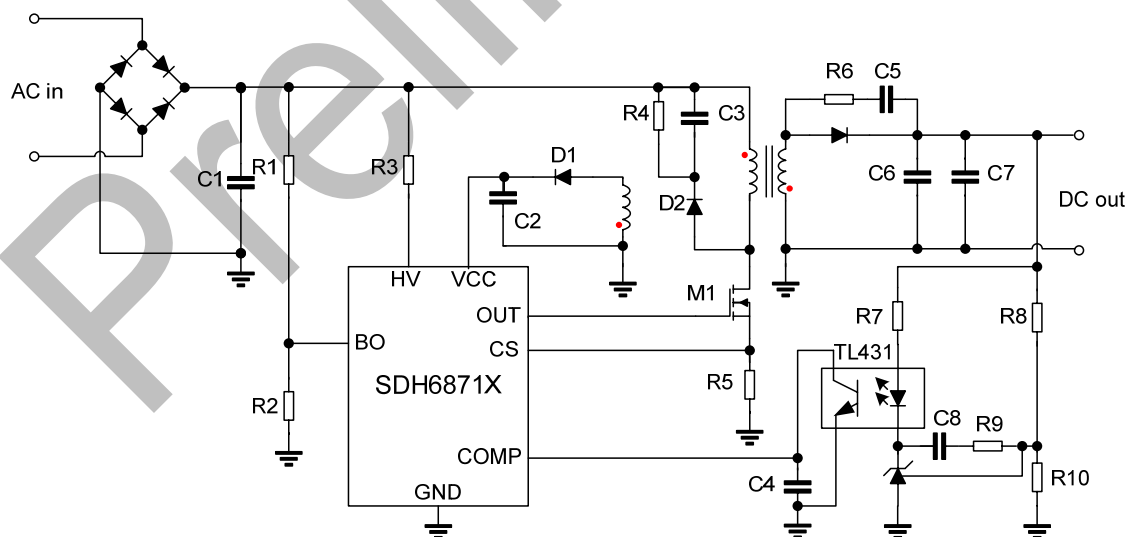 Prelin
AC in
R1
C1
R3
D1
C2
R4
C3
D2
R6
C5
C6
C7
DC out
HV
VCC
OUT
M1
CS
BO
SDH6871X
R5
R2
COMP
GND
C4
TL431
R7
R8
C8
R9
R10